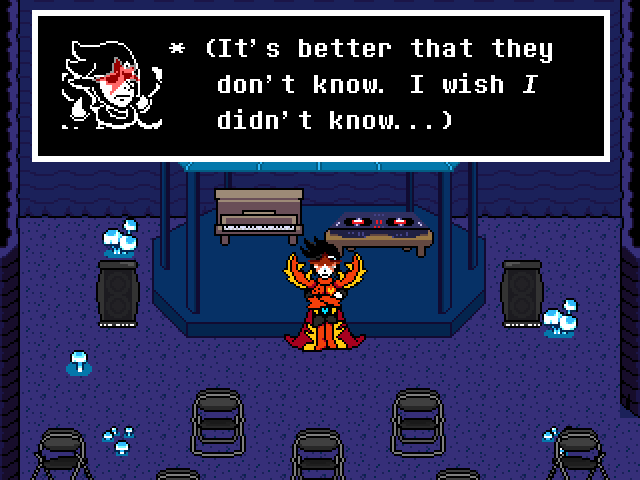 * (It's better that they
don't know. I wish I
didn't know...)